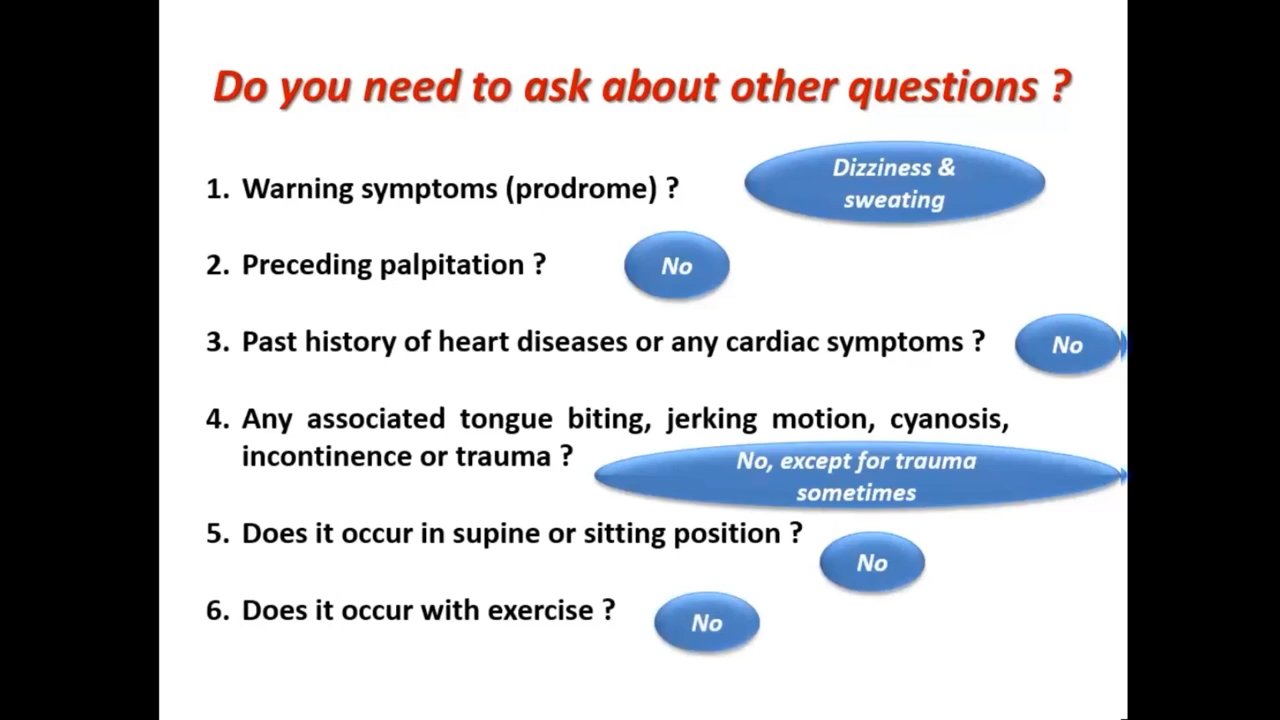 Do you need to ask about other questions ?
1. Warning symptoms (prodrome) ?
Dizziness &
sweating
2. Preceding palpitation ?
No
3. Past history of heart diseases or any cardiac symptoms ?
No
4. Any associated tongue biting, jerking motion, cyanosis,
incontinence or trauma ?
No, except for trauma
sometimes
5. Does it occur in supine or sitting position ?
No
6. Does it occur with exercise ?
No